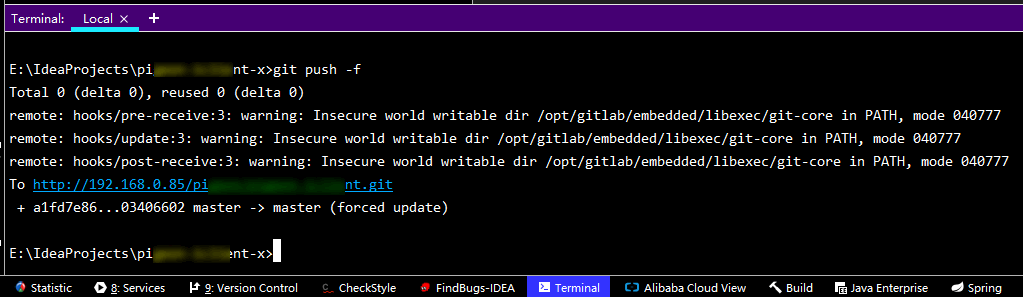 Terminal: Local × +
E:\IdeaProjects\pi nt-x>git push -f
Total 0 (delta 0), reused 0 (delta 0)
remote: hooks/pre-receive:3: warning: Insecure world writable dir /opt/gitlab/embedded/libexec/git-core in PATH, mode 040777
remote: hooks/update:3: warning: Insecure world writable dir /opt/gitlab/embedded/libexec/git-core in PATH, mode 040777
remote: hooks/post-receive:3: warning: Insecure world writable dir /opt/gitlab/embedded/libexec/git-core in PATH, mode 040777
To http://192.168.0.85/pi nt.git
+ a1fd7e86...03406602 master -> master (forced update)
E:\IdeaProjects\pi ent-x>
Statistic 8: Services 9: Version Control CheckStyle FindBugs-IDEA Terminal Alibaba Cloud View Build Java Enterprise Spring